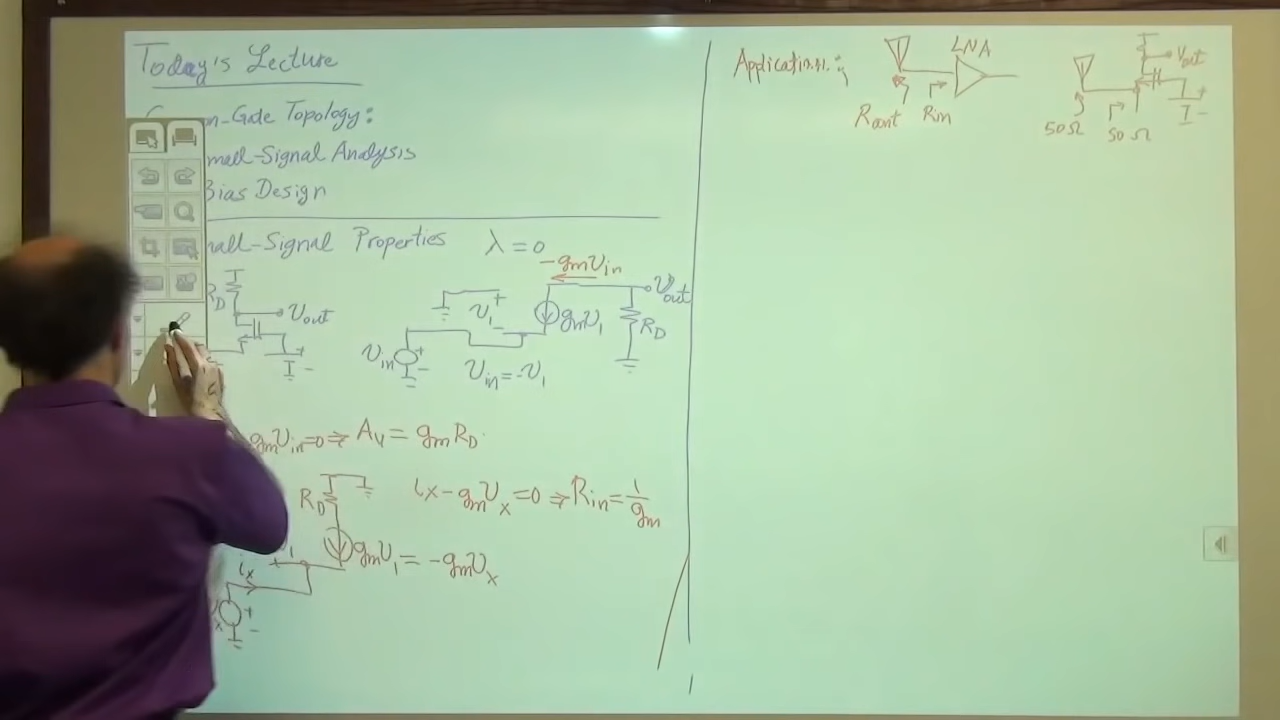 Today's Lecture
n-Gate Topology:
mall-Signal Analysis
Bias Design
mall-Signal Properties λ = 0
-gmVin
RD
Vout
V1
+
-
gmV1
RD
Vout
Vin
+
-
Vin = -V1
+
-
gmVin = 0 ⇒ AV = gmRD
RD
ix - gmVx = 0 ⇒ Rin = 1/gm
gmV1 = -gmVx
ix
+
-
x
Application:
LNA
Rant
Rin
Vout
50Ω
50Ω
+
-